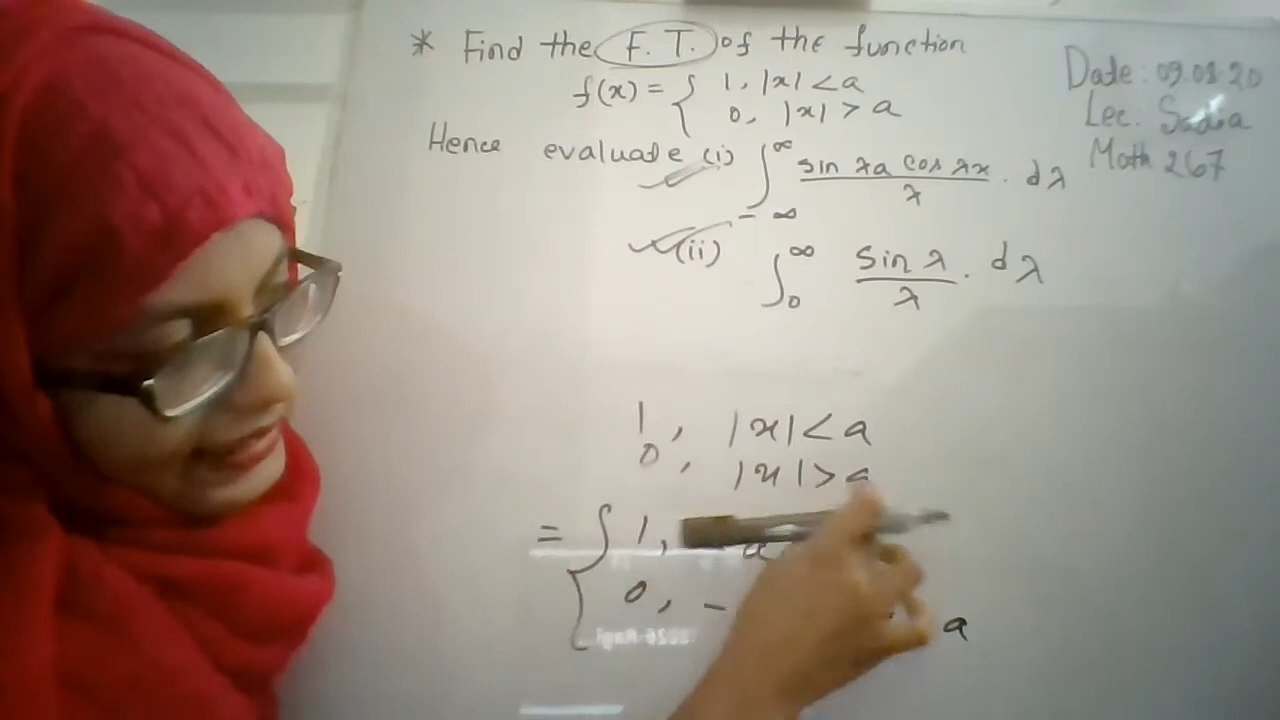 * Find the F. T. of the function
f(x) = { 1, |x| < a
0, |x| > a
Hence evaluate (i) ∫_{-∞}^{∞} sin λa cos λx / λ . dλ
(ii) ∫_0^∞ sin λ / λ . dλ
Date: 09.08.20
Lec: Sadia
Math 267
1, |x| < a
0, |x| > a
= { 1, a
0, - a